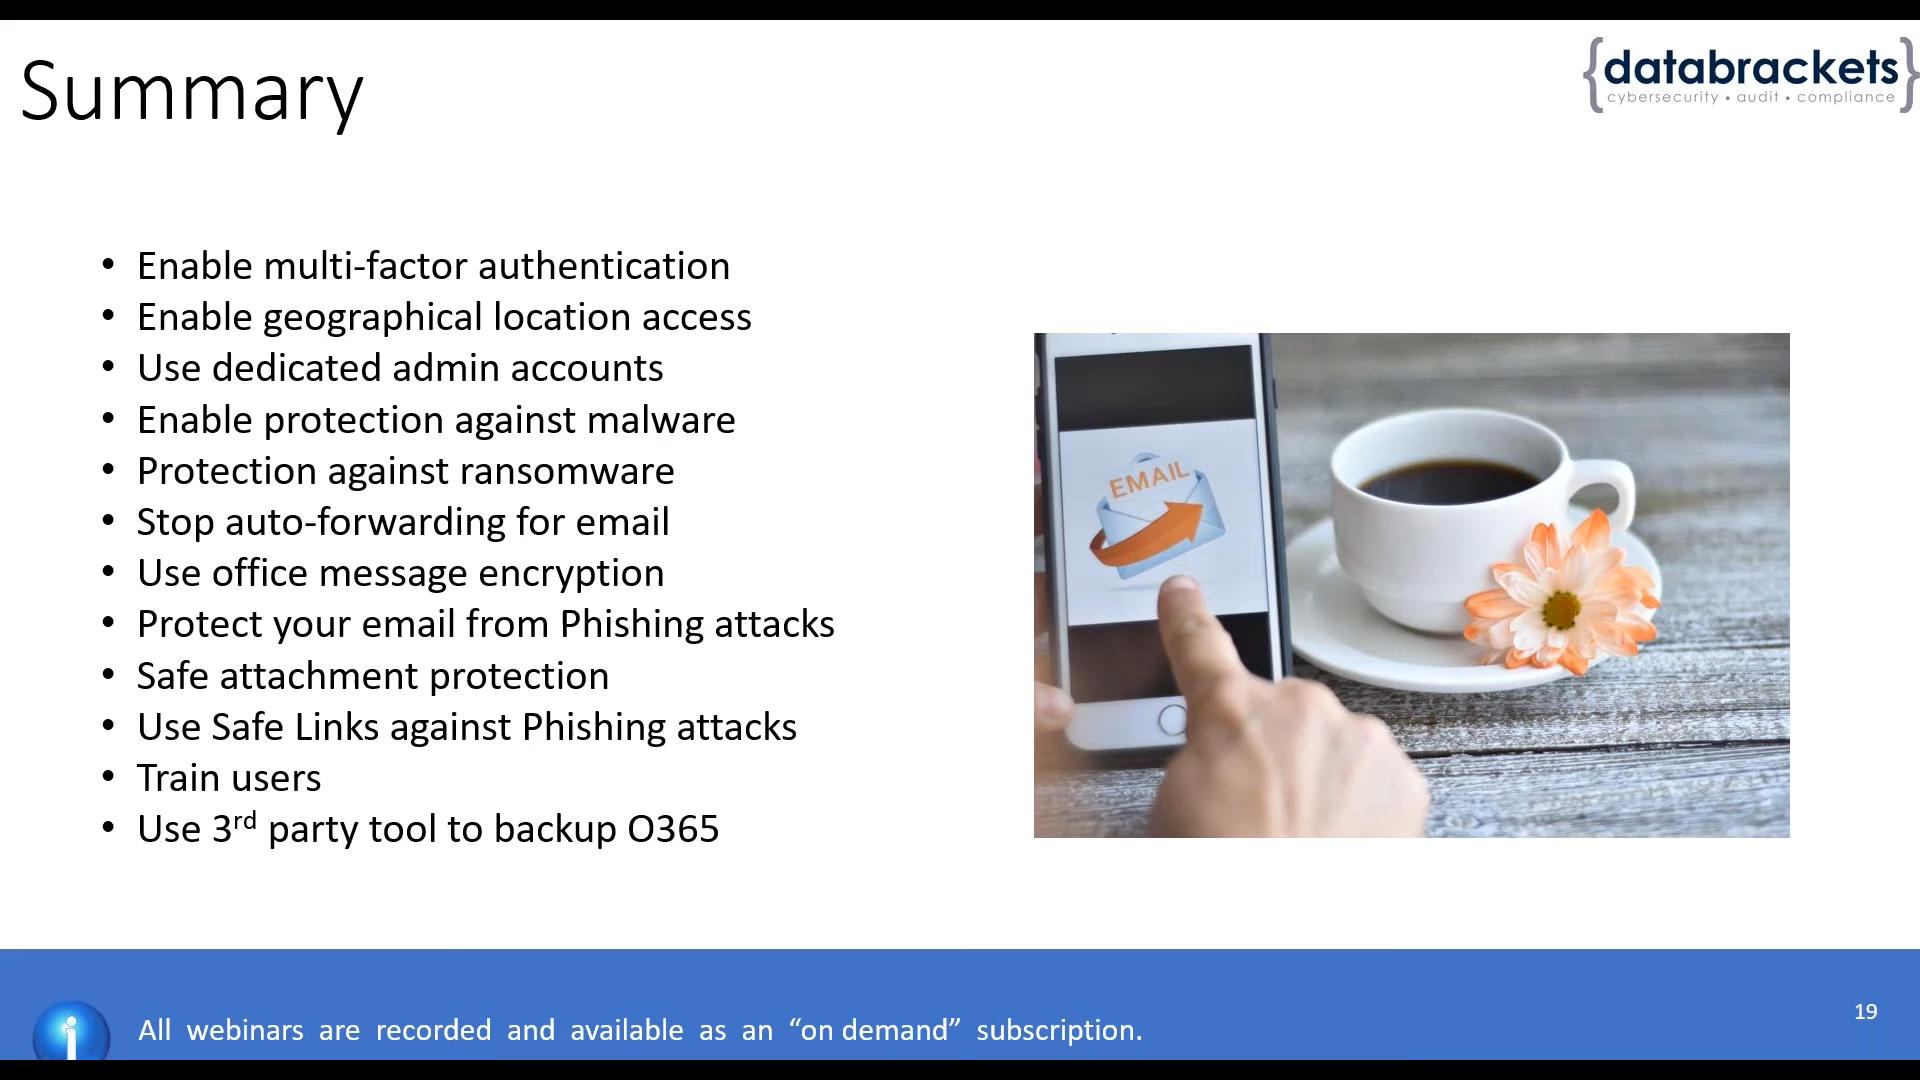 Summary
{databrackets}
cybersecurity • audit • compliance
• Enable multi-factor authentication
• Enable geographical location access
• Use dedicated admin accounts
• Enable protection against malware
• Protection against ransomware
• Stop auto-forwarding for email
• Use office message encryption
• Protect your email from Phishing attacks
• Safe attachment protection
• Use Safe Links against Phishing attacks
• Train users
• Use 3rd party tool to backup O365
EMAIL
All webinars are recorded and available as an “on demand” subscription.
19